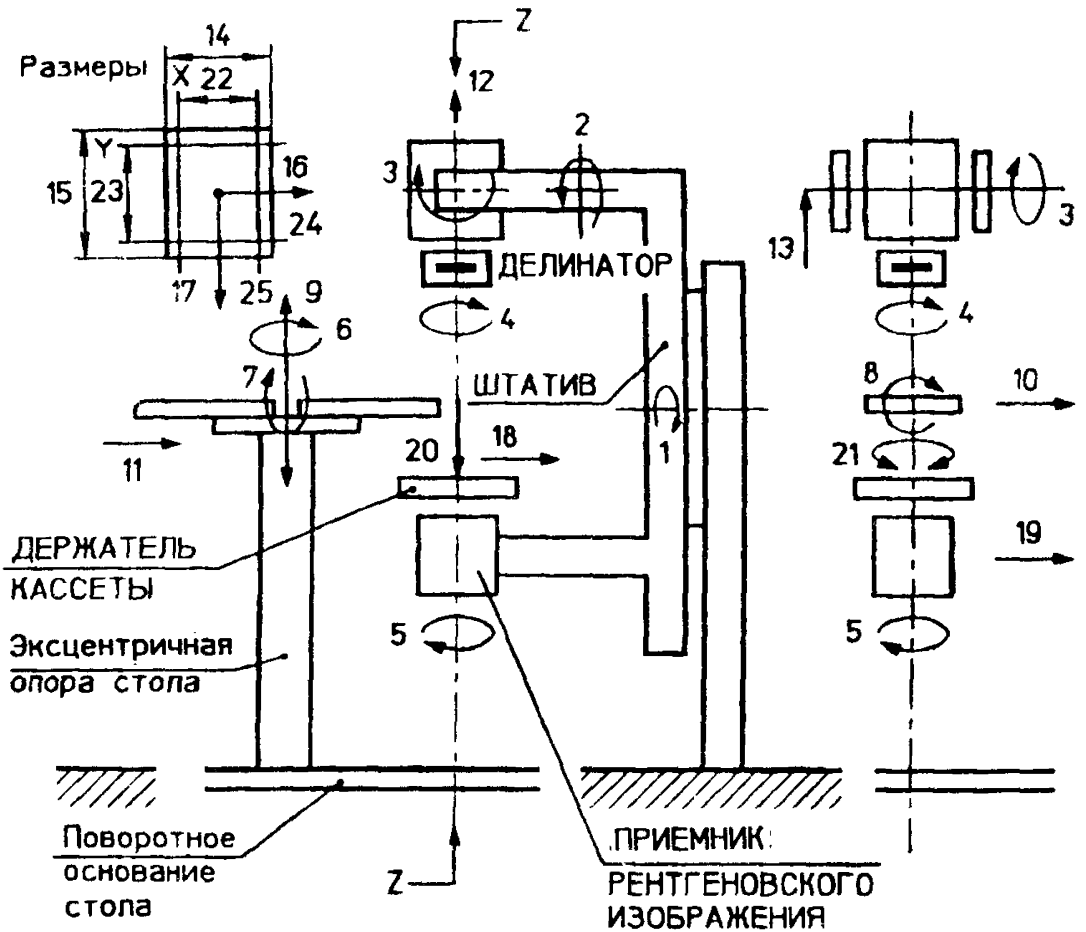 Z
14
Размеры
X 22
12
2
Y
3
16
15 23
24
3
13
ДЕЛИНАТОР
17 25 9
6
4
4
7
ШТАТИВ
8
10
11
20
18
1
21
ДЕРЖАТЕЛЬ
КАССЕТЫ
19
5
5
Эксцентричная
опора стола
Поворотное
основание
стола
Z
ПРИЕМНИК
РЕНТГЕНОВСКОГО
ИЗОБРАЖЕНИЯ